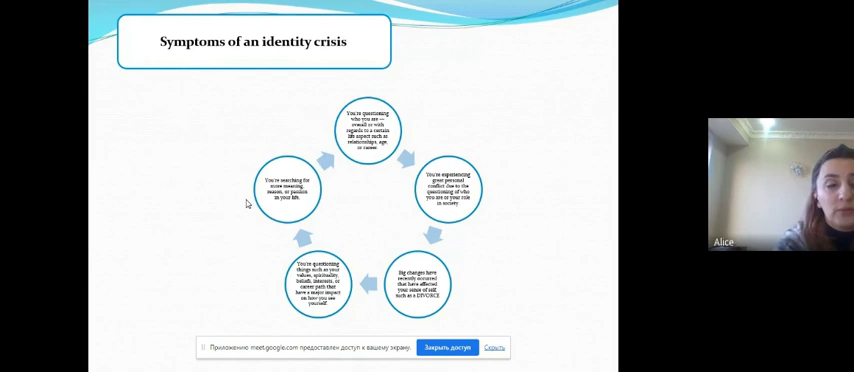 Symptoms of an identity crisis
You're questioning
who you are —
overall or with
regards to a certain
life aspect such as
relationships, age,
or career.
You're experiencing
great personal
conflict due to the
questioning of who
you are or your role
in society.
Big changes have
recently occurred
that have affected
your sense of self,
such as a DIVORCE
You're questioning
things such as your
values, spirituality,
beliefs, interests, or
career path that
have a major impact
on how you see
yourself.
You're searching for
more meaning,
reason, or passion
in your life.
Alice
Приложению meet.google.com предоставлен доступ к вашему экрану.
Закрыть доступ
Скрыть